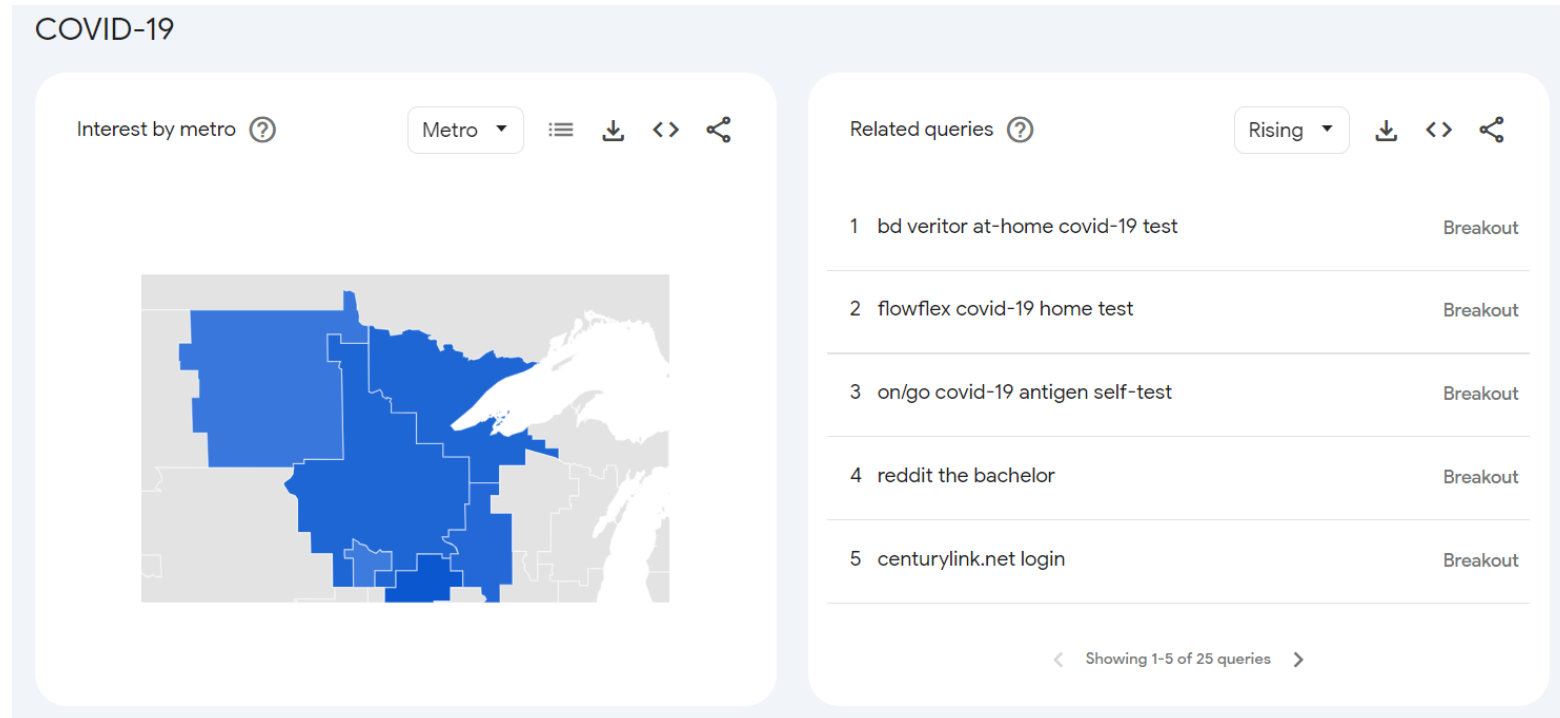 COVID-19
Interest by metro
Metro
Related queries
Rising
1 bd veritor at-home covid-19 test Breakout
2 flowflex covid-19 home test Breakout
3 on/go covid-19 antigen self-test Breakout
4 reddit the bachelor Breakout
5 centurylink.net login Breakout
Showing 1-5 of 25 queries